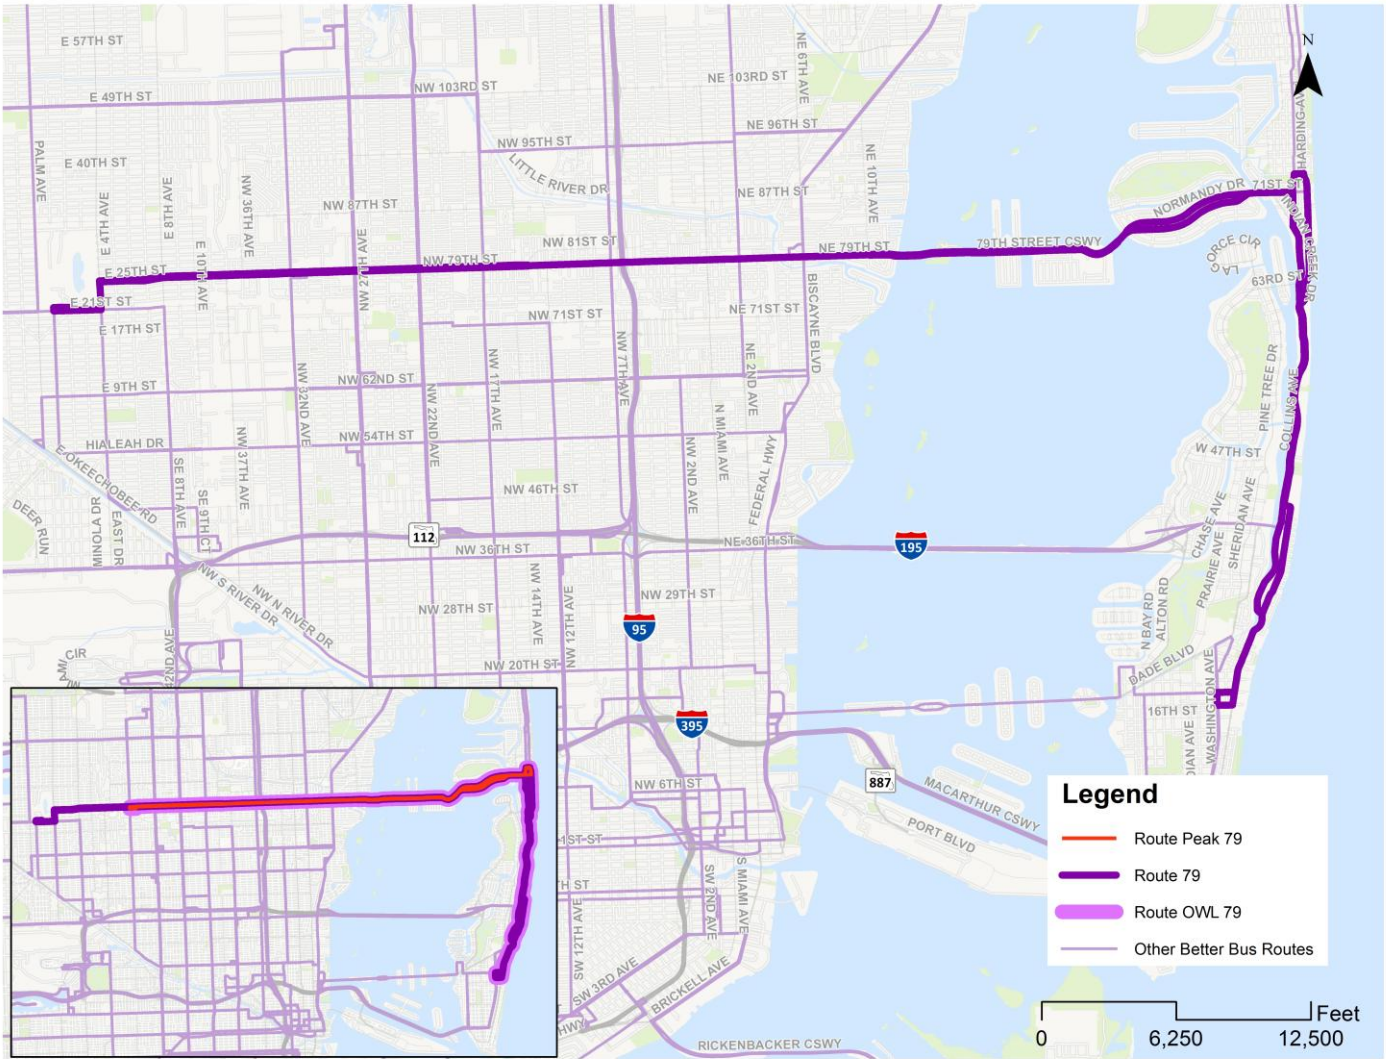 E 57TH ST
NE 6TH AVE
N
E 49TH ST
NW 103RD ST
NE 103RD ST
HARDING AV
NE 96TH ST
NW 95TH ST
PALM AVE
E 40TH ST
LITTLE RIVER DR
NE 10TH AVE
E 4TH AVE
E 8TH AVE
NW 36TH AVE
NE 87TH ST
NORMANDY DR
71ST ST
NW 87TH ST
INDIAN CREEK DR
E 10TH AVE
NW 27TH AVE
NW 81ST ST
NE 79TH ST
79TH STREET CSWY
LAGORCE CIR
E 25TH ST
NW 79TH ST
63RD ST
E 21ST ST
BISCAYNE BLVD
E 17TH ST
NW 71ST ST
NE 71ST ST
NW 7TH AVE
NE 2ND AVE
PINE TREE DR
COLLINS AVE
E 9TH ST
NW 32ND AVE
NW 62ND ST
NW 22ND AVE
NW 17TH AVE
N MIAMI AVE
HIALEAH DR
NW 54TH ST
W 47TH ST
E OKEECHOBEE RD
NW 37TH AVE
NW 2ND AVE
FEDERAL HWY
SE 8TH AVE
SE 9TH CT
NW 46TH ST
DEER RUN
MINOLA DR
EAST DR
CHASE AVE
SHERIDAN AVE
112
NW 36TH ST
NE 36TH ST
195
PRAIRIE AVE
NW S RIVER DR
NW N RIVER DR
NW 28TH ST
NW 14TH AVE
NW 12TH AVE
NW 29TH ST
N BAY RD
ALTON RD
95
42ND AVE
MI
AMI CIR
NW 20TH ST
DADE BLVD
WASHINGTON AVE
395
16TH ST
DIAN AVE
NW 6TH ST
887
MACARTHUR CSWY
PORT BLVD
1ST ST
TH ST
SW 2ND AVE
S MIAMI AVE
SW 12TH AVE
SW 3RD AVE
BRICKELL AVE
HWY
RICKENBACKER CSWY
Legend
Route Peak 79
Route 79
Route OWL 79
Other Better Bus Routes
Feet
0
6,250
12,500